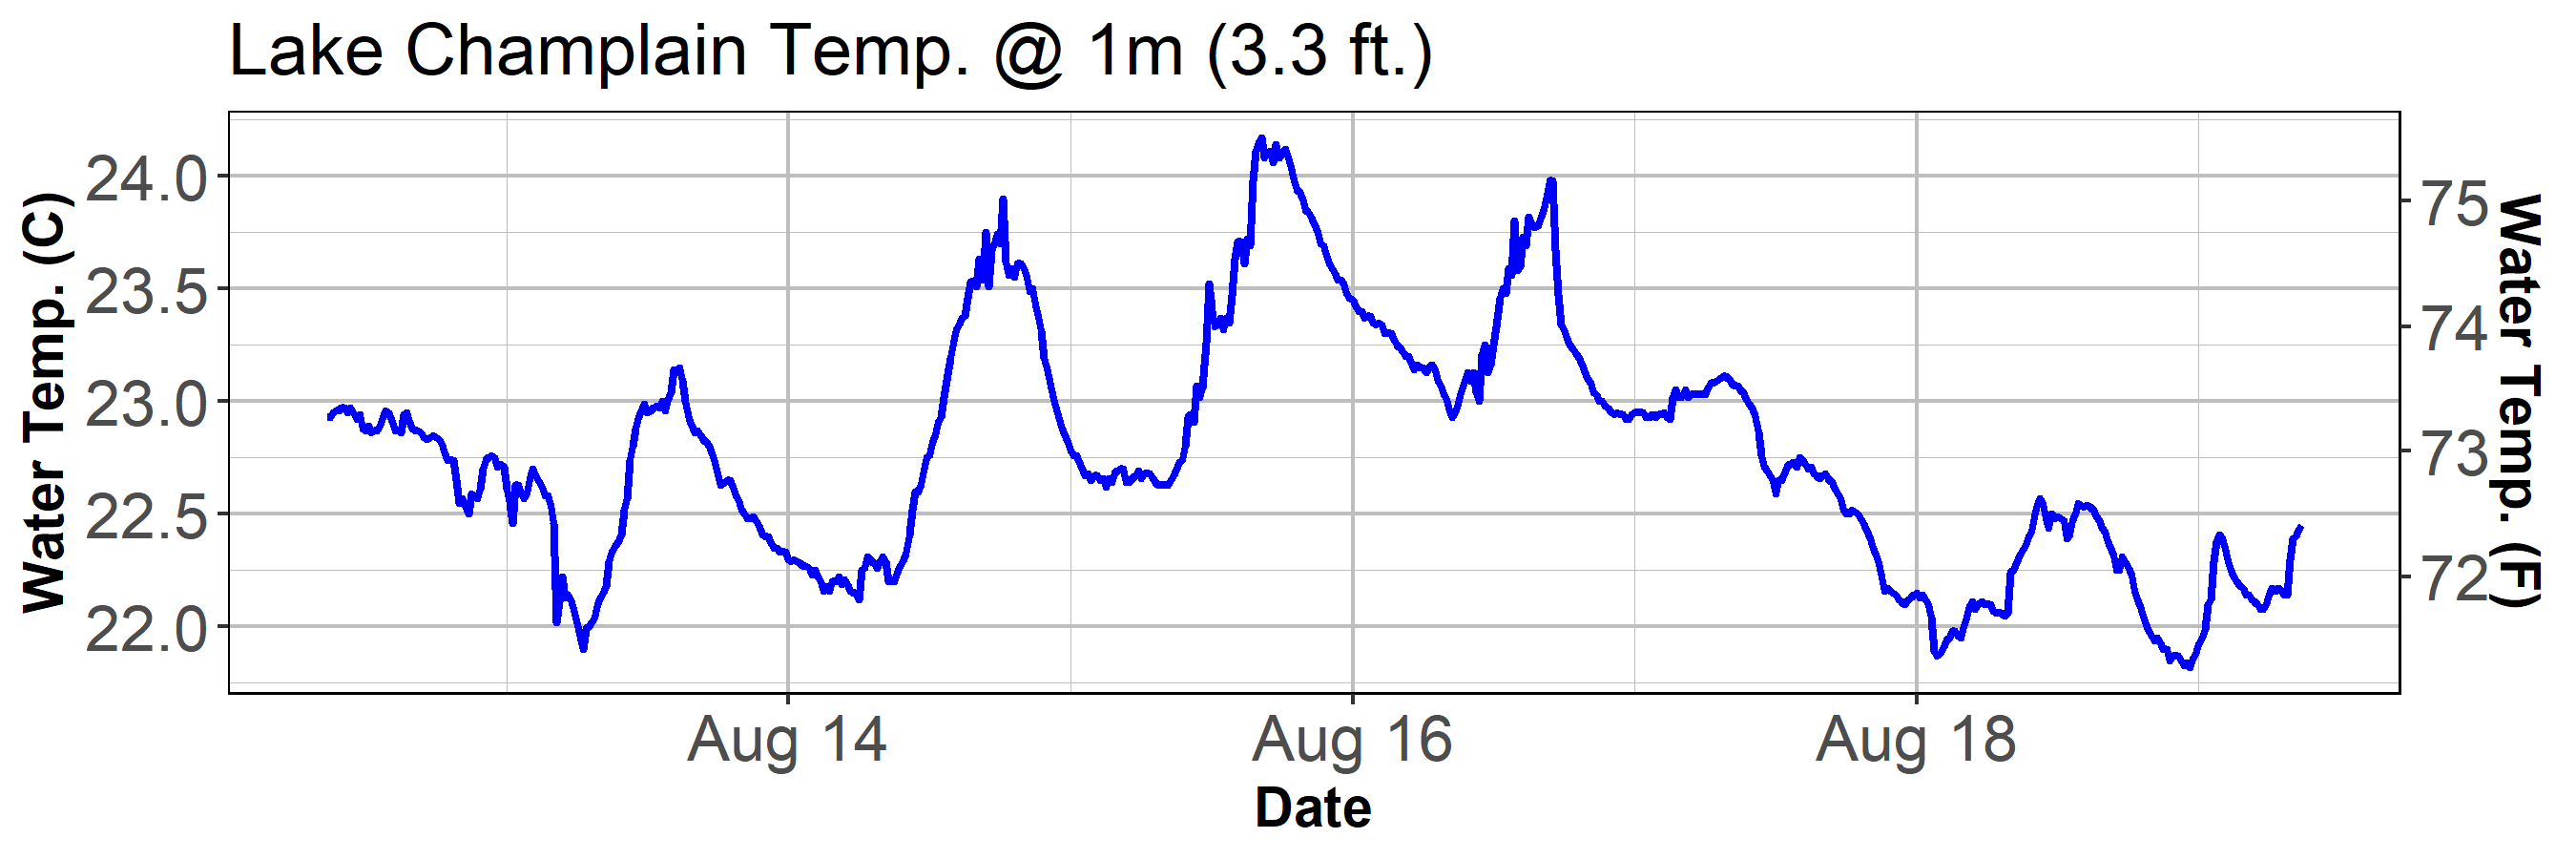 Lake Champlain Temp. @ 1m (3.3 ft.)
Water Temp. (C)
24.0
23.5
23.0
22.5
22.0
75
74
73
72
Water Temp. (F)
Aug 14
Aug 16
Aug 18
Date